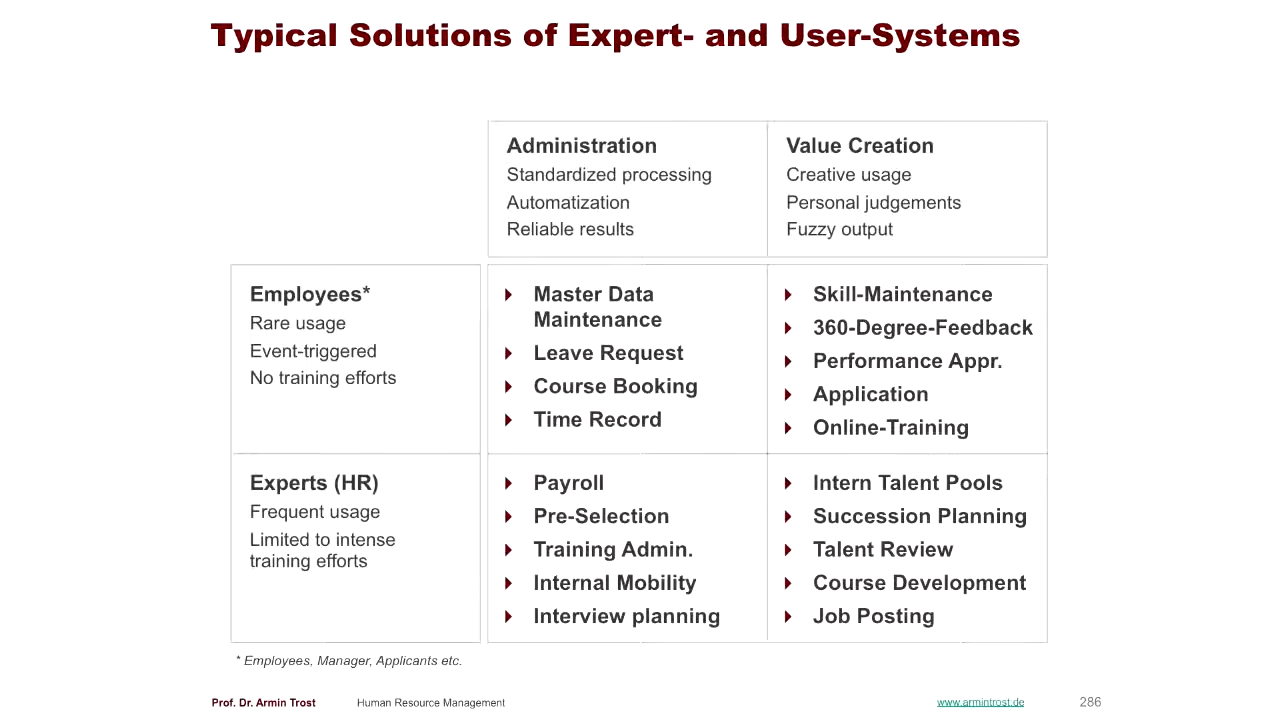 Typical Solutions of Expert- and User-Systems
Administration
Standardized processing
Automatization
Reliable results
Value Creation
Creative usage
Personal judgements
Fuzzy output
Employees*
Rare usage
Event-triggered
No training efforts
Master Data
Maintenance
Leave Request
Course Booking
Time Record
Skill-Maintenance
360-Degree-Feedback
Performance Appr.
Application
Online-Training
Experts (HR)
Frequent usage
Limited to intense
training efforts
Payroll
Pre-Selection
Training Admin.
Internal Mobility
Interview planning
Intern Talent Pools
Succession Planning
Talent Review
Course Development
Job Posting
* Employees, Manager, Applicants etc.
Prof. Dr. Armin Trost Human Resource Management www.armintrost.de 286